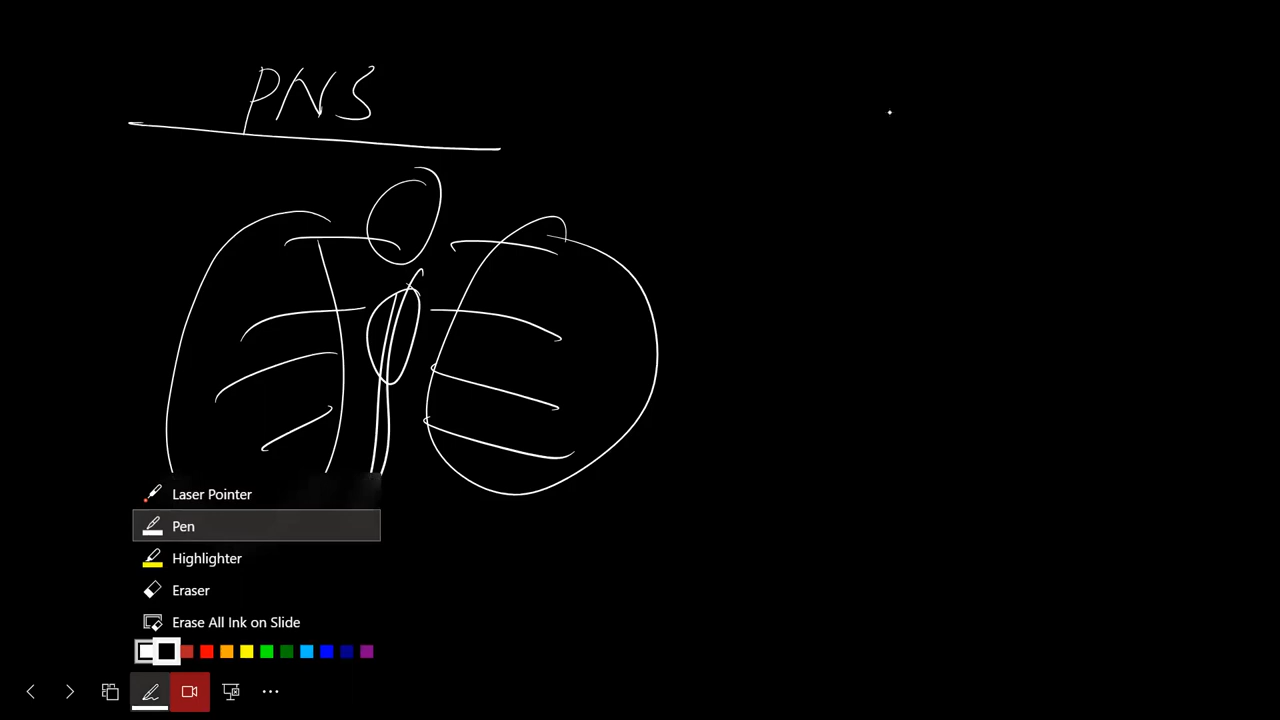 PNS
Laser Pointer
Pen
Highlighter
Eraser
Erase All Ink on Slide